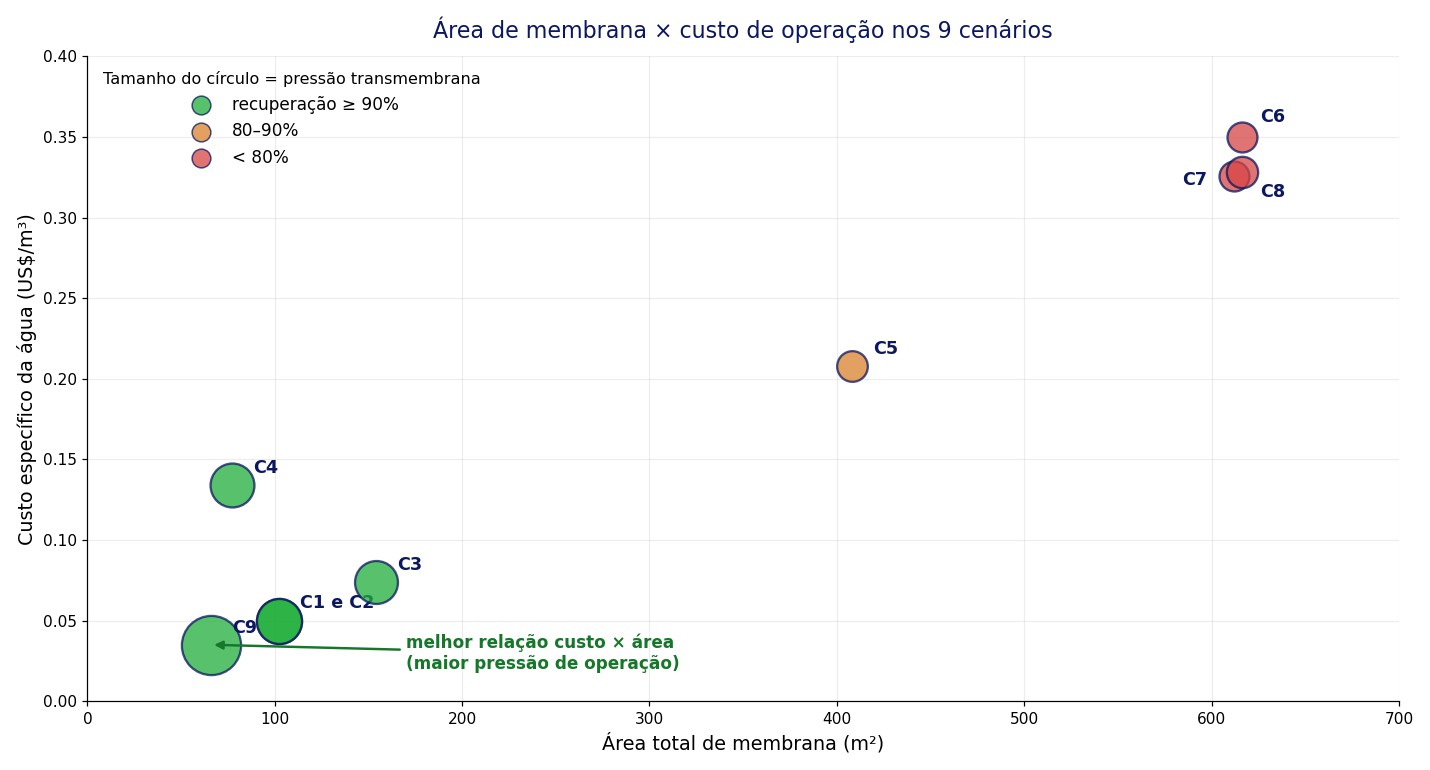 Área de membrana × custo de operação nos 9 cenários
Custo específico da água (US$/m³)
0.40
0.35
0.30
0.25
0.20
0.15
0.10
0.05
0.00
Tamanho do círculo = pressão transmembrana
recuperação ≥ 90%
80–90%
< 80%
C6
C7
C8
C5
C4
C3
C1 e C2
C9
melhor relação custo × área
(maior pressão de operação)
0
100
200
300
400
500
600
700
Área total de membrana (m²)